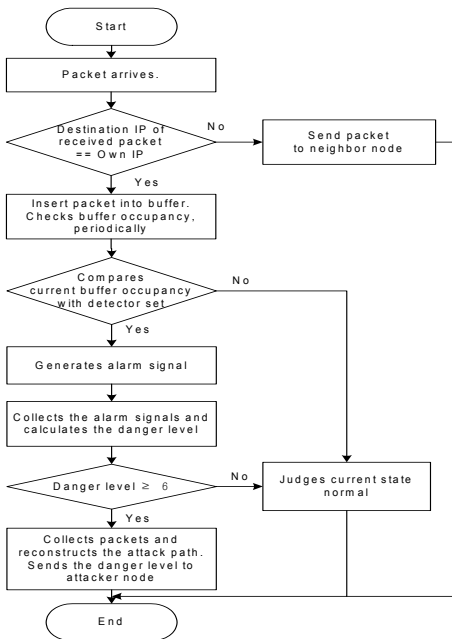 Start
Packet arrives.
Destination IP of
received packet
== Own IP
No
Send packet
to neighbor node
Yes
Insert packet into buffer.
Checks buffer occupancy,
periodically
Compares
current buffer occupancy
with detector set
No
Yes
Generates alarm signal
Collects the alarm signals and
calculates the danger level
Danger level ≥ 6
No
Judges current state
normal
Yes
Collects packets and
reconstructs the attack path.
Sends the danger level to
attacker node
End